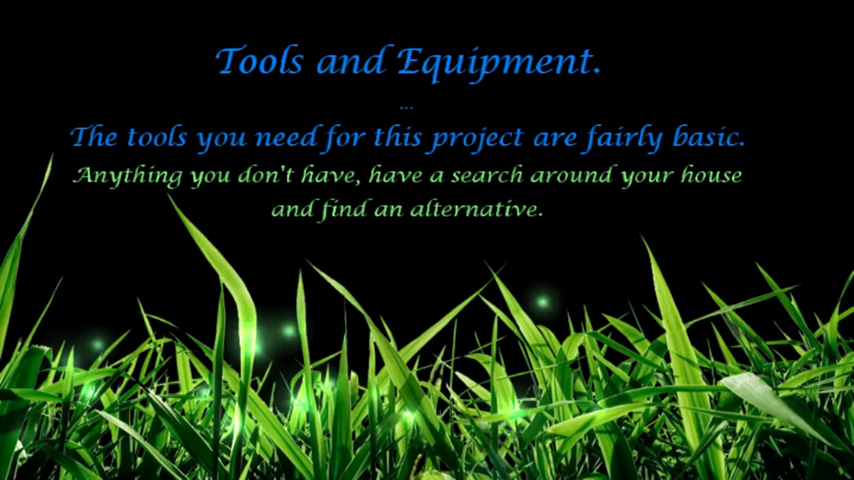 Tools and Equipment.
...
The tools you need for this project are fairly basic.
Anything you don't have, have a search around your house
and find an alternative.